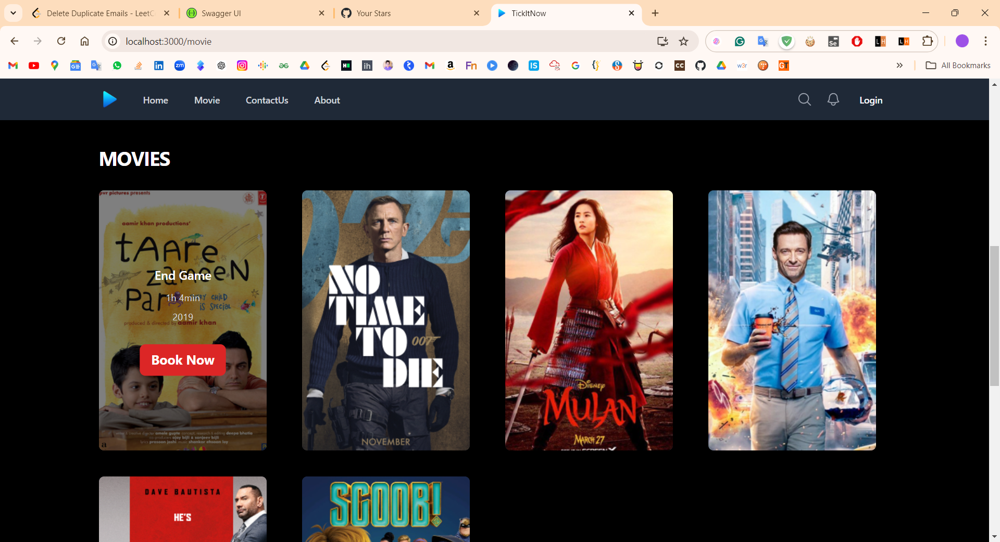 Delete Duplicate Emails - LeetC
Swagger UI
Your Stars
TickItNow
localhost:3000/movie
All Bookmarks
Home
Movie
ContactUs
About
Login
MOVIES
pvr pictures presents
aamir khan productions'
tAAre
zameeN
Par
CHILD
IS SPECIAL
produced & directed by aamir khan
End Game
1h 4min
2019
Book Now
NO
TIME
TO
007
DIE
NOVEMBER
DISNEY
MULAN
MARCH 27
GUY
DAVE BAUTISTA
HE'S
SCOOB!